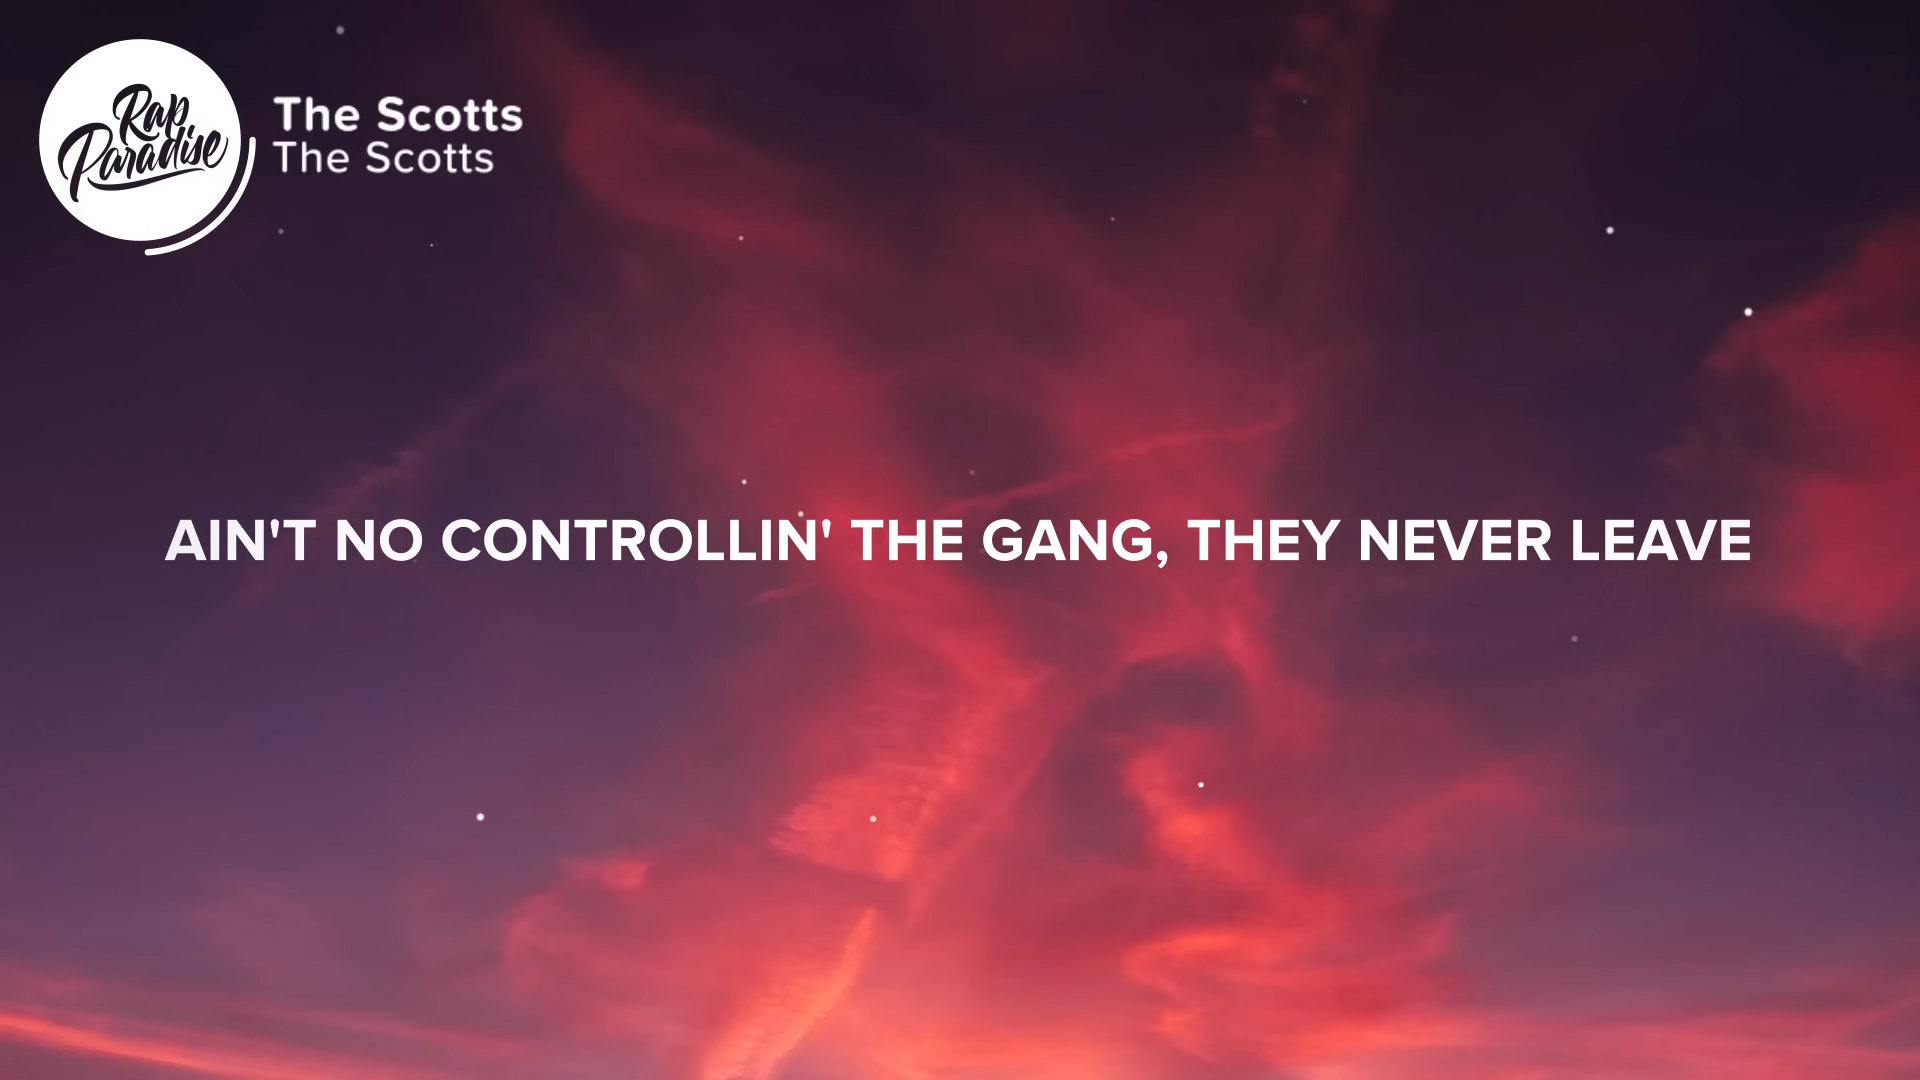 Rap
Paradise
The Scotts
The Scotts
AIN'T NO CONTROLLIN' THE GANG, THEY NEVER LEAVE